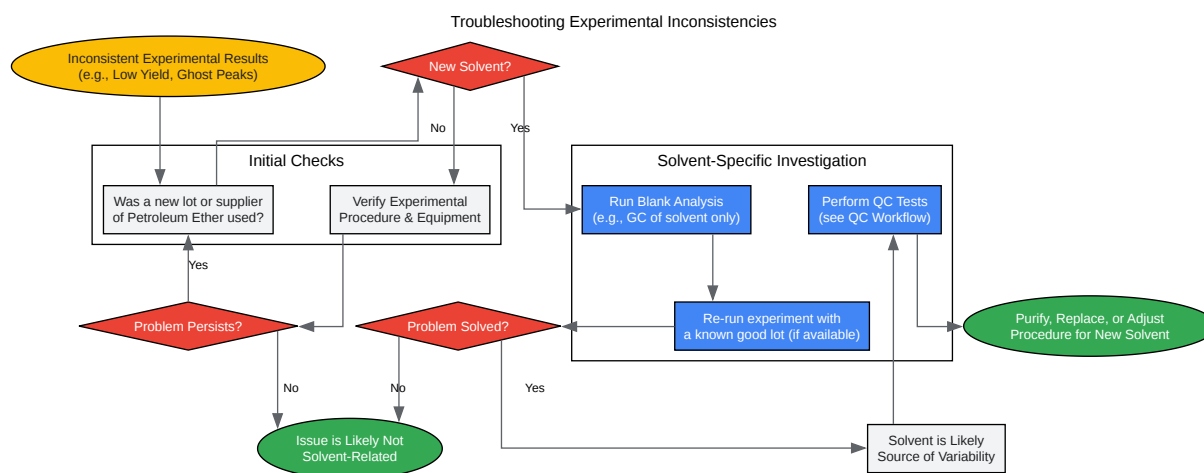 Troubleshooting Experimental Inconsistencies
Inconsistent Experimental Results
(e.g., Low Yield, Ghost Peaks)
New Solvent?
No
Yes
Initial Checks
Was a new lot or supplier
of Petroleum Ether used?
Verify Experimental
Procedure & Equipment
Solvent-Specific Investigation
Run Blank Analysis
(e.g., GC of solvent only)
Perform QC Tests
(see QC Workflow)
Yes
Problem Persists?
Problem Solved?
Re-run experiment with
a known good lot (if available)
Purify, Replace, or Adjust
Procedure for New Solvent
No
No
Yes
Issue is Likely Not
Solvent-Related
Solvent is Likely
Source of Variability